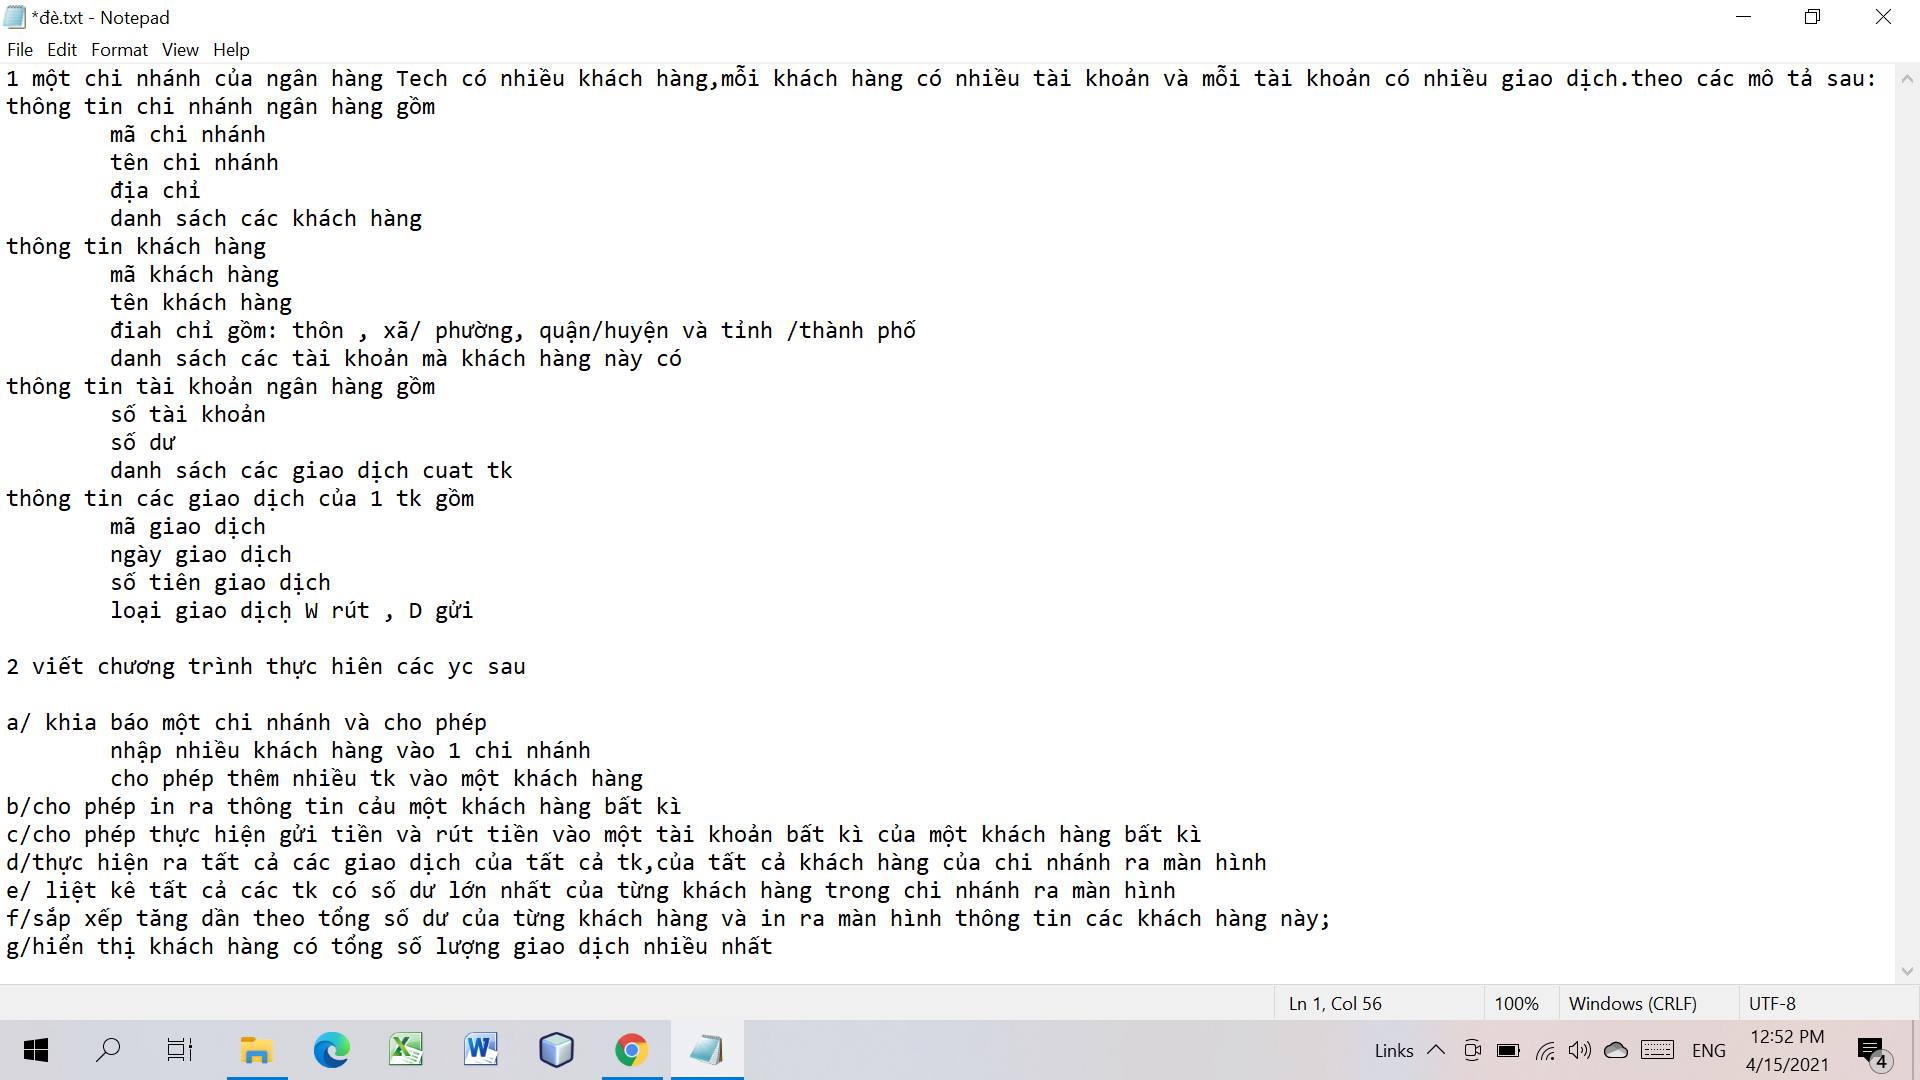 *đè.txt - Notepad
File Edit Format View Help
1 một chi nhánh của ngân hàng Tech có nhiều khách hàng,mỗi khách hàng có nhiều tài khoản và mỗi tài khoản có nhiều giao dịch.theo các mô tả sau:
thông tin chi nhánh ngân hàng gồm
mã chi nhánh
tên chi nhánh
địa chỉ
danh sách các khách hàng
thông tin khách hàng
mã khách hàng
tên khách hàng
điah chỉ gồm: thôn , xã/ phường, quận/huyện và tỉnh /thành phố
danh sách các tài khoản mà khách hàng này có
thông tin tài khoản ngân hàng gồm
số tài khoản
số dư
danh sách các giao dịch cuat tk
thông tin các giao dịch của 1 tk gồm
mã giao dịch
ngày giao dịch
số tiên giao dịch
loại giao dịcḥ W rút , D gửi
2 viết chương trình thực hiên các yc sau
a/ khia báo một chi nhánh và cho phép
nhập nhiều khách hàng vào 1 chi nhánh
cho phép thêm nhiều tk vào một khách hàng
b/cho phép in ra thông tin cảu một khách hàng bất kì
c/cho phép thực hiện gửi tiền và rút tiền vào một tài khoản bất kì của một khách hàng bất kì
d/thực hiện ra tất cả các giao dịch của tất cả tk,của tất cả khách hàng của chi nhánh ra màn hình
e/ liệt kê tất cả các tk có số dư lớn nhất của từng khách hàng trong chi nhánh ra màn hình
f/sắp xếp tăng dần theo tổng số dư của từng khách hàng và in ra màn hình thông tin các khách hàng này;
g/hiển thị khách hàng có tổng số lượng giao dịch nhiều nhất
Ln 1, Col 56 100% Windows (CRLF) UTF-8
Links ENG 12:52 PM
4/15/2021 4